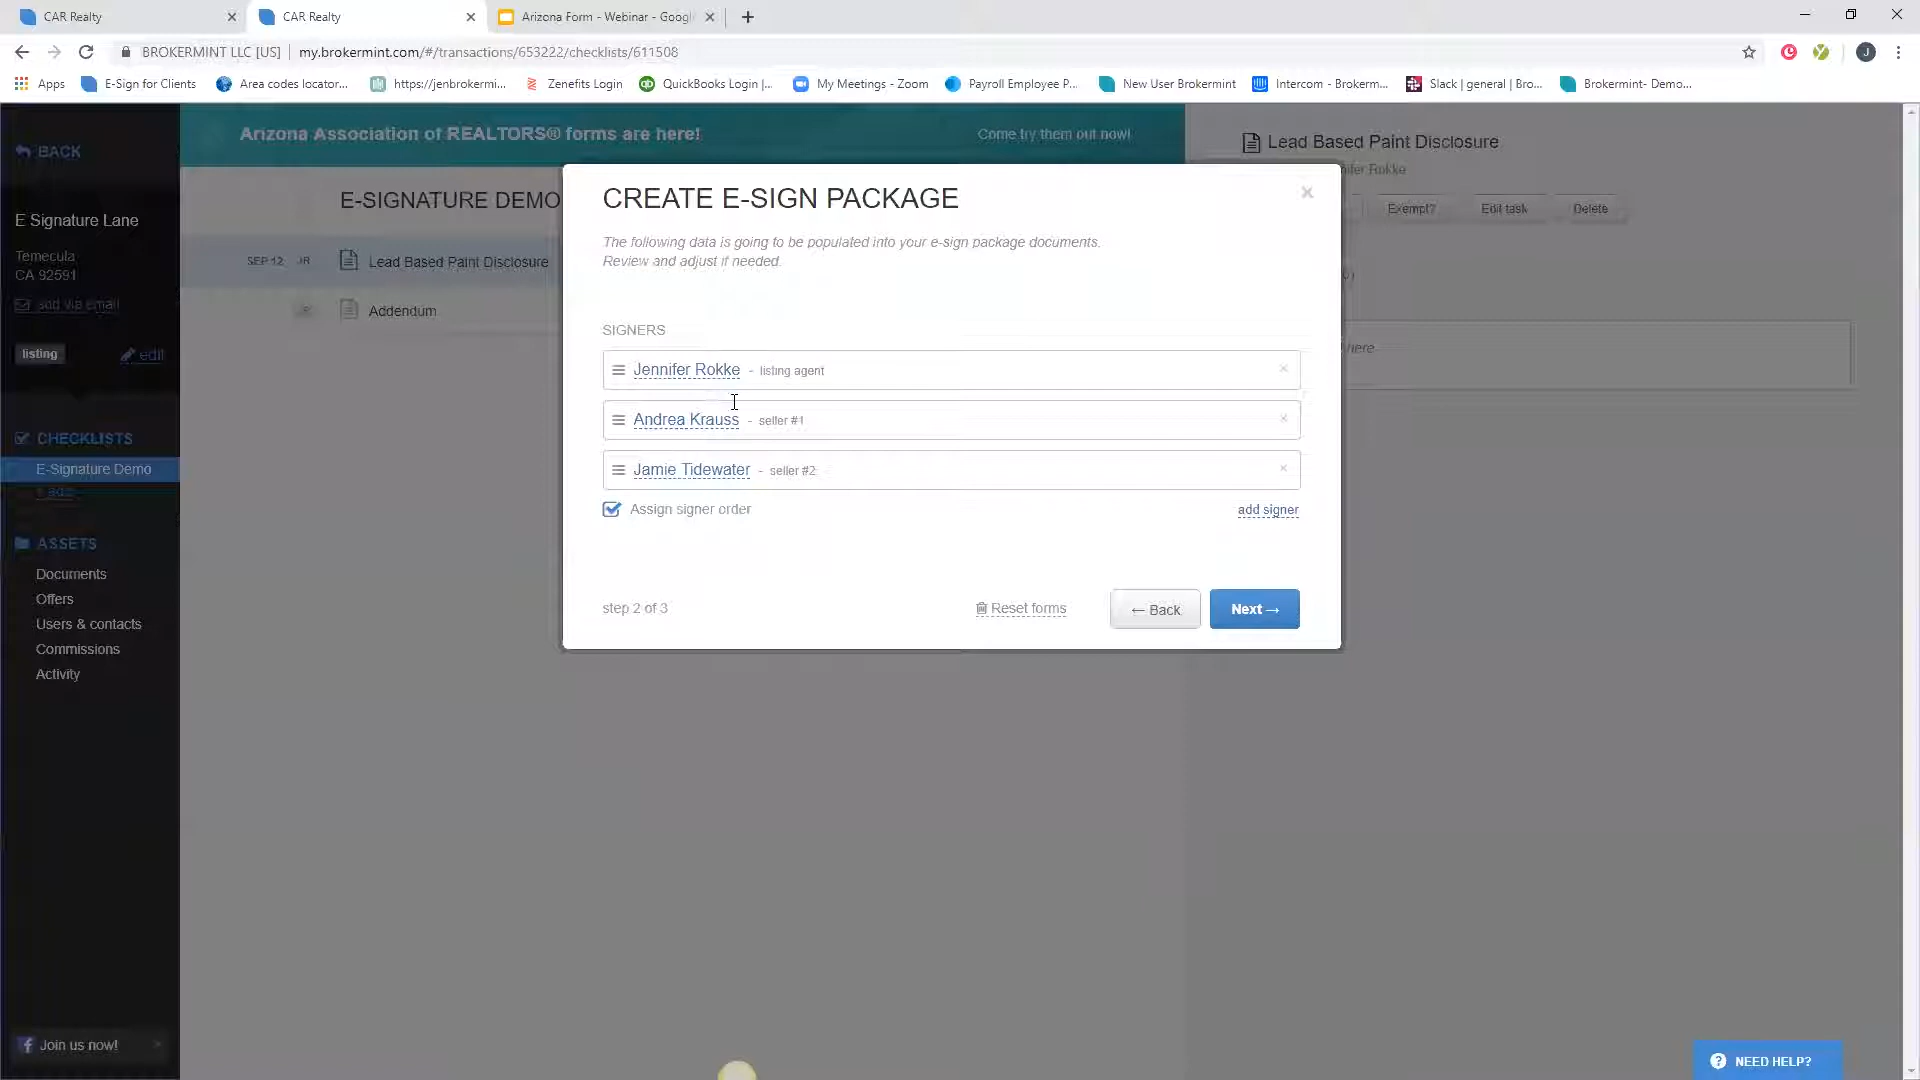 CAR Realty
CAR Realty
Arizona Form - Webinar - Googl
BROKERMINT LLC [US] | my.brokermint.com/#/transactions/653222/checklists/611508
Apps
E-Sign for Clients
Area codes locator...
https://jenbrokermi...
Zenefits Login
QuickBooks Login |...
My Meetings - Zoom
Payroll Employee P...
New User Brokermint
Intercom - Brokerm...
Slack | general | Bro...
Brokermint- Demo...
BACK
E Signature Lane
Temecula
CA 92591
add via email
listing
edit
CHECKLISTS
E-Signature Demo
ASSETS
Documents
Offers
Users & contacts
Commissions
Activity
Join us now!
Arizona Association of REALTORS® forms are here!
Come try them out now!
E-SIGNATURE DEMO
SEP 12 JR Lead Based Paint Disclosure
JR Addendum
CREATE E-SIGN PACKAGE
The following data is going to be populated into your e-sign package documents.
Review and adjust if needed.
SIGNERS
Jennifer Rokke - listing agent
Andrea Krauss - seller #1
Jamie Tidewater - seller #2
Assign signer order
add signer
step 2 of 3
Reset forms
← Back
Next →
Lead Based Paint Disclosure
nifer Rokke
Exempt?
Edit task
Delete
here
NEED HELP?